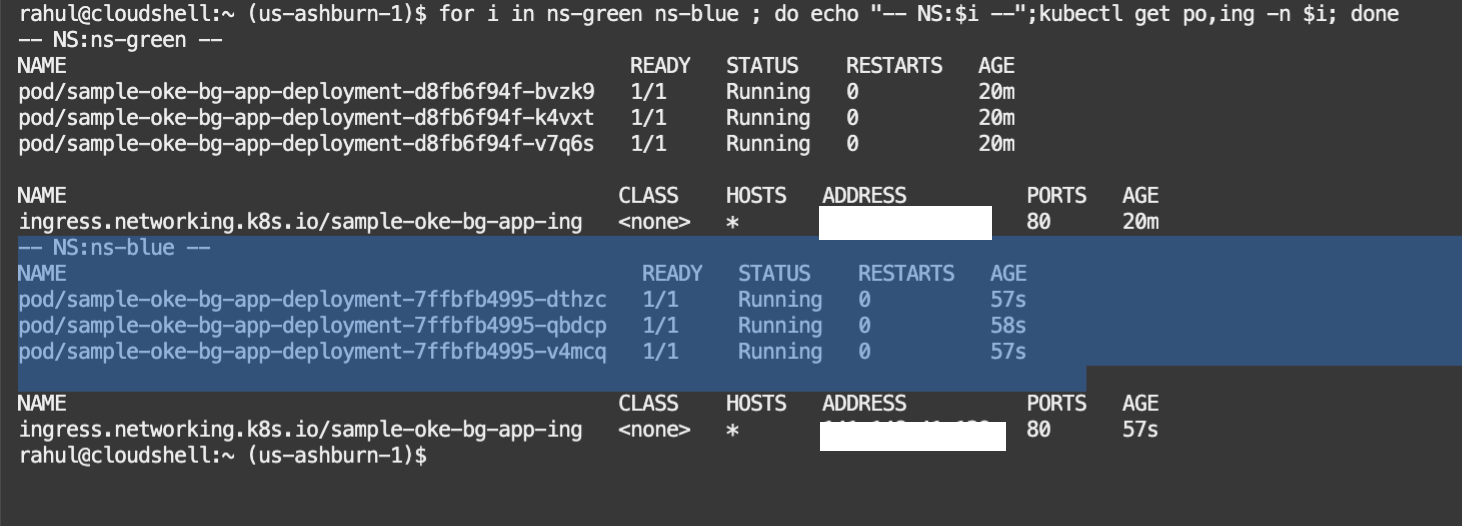 rahul@cloudshell:~ (us-ashburn-1)$ for i in ns-green ns-blue ; do echo "-- NS:$i --";kubectl get po,ing -n $i; done
-- NS:ns-green --
NAME READY STATUS RESTARTS AGE
pod/sample-oke-bg-app-deployment-d8fb6f94f-bvzk9 1/1 Running 0 20m
pod/sample-oke-bg-app-deployment-d8fb6f94f-k4vxt 1/1 Running 0 20m
pod/sample-oke-bg-app-deployment-d8fb6f94f-v7q6s 1/1 Running 0 20m
NAME CLASS HOSTS ADDRESS PORTS AGE
ingress.networking.k8s.io/sample-oke-bg-app-ing <none> * 80 20m
-- NS:ns-blue --
NAME READY STATUS RESTARTS AGE
pod/sample-oke-bg-app-deployment-7ffbfb4995-dthzc 1/1 Running 0 57s
pod/sample-oke-bg-app-deployment-7ffbfb4995-qbdcp 1/1 Running 0 58s
pod/sample-oke-bg-app-deployment-7ffbfb4995-v4mcq 1/1 Running 0 57s
NAME CLASS HOSTS ADDRESS PORTS AGE
ingress.networking.k8s.io/sample-oke-bg-app-ing <none> * 80 57s
rahul@cloudshell:~ (us-ashburn-1)$